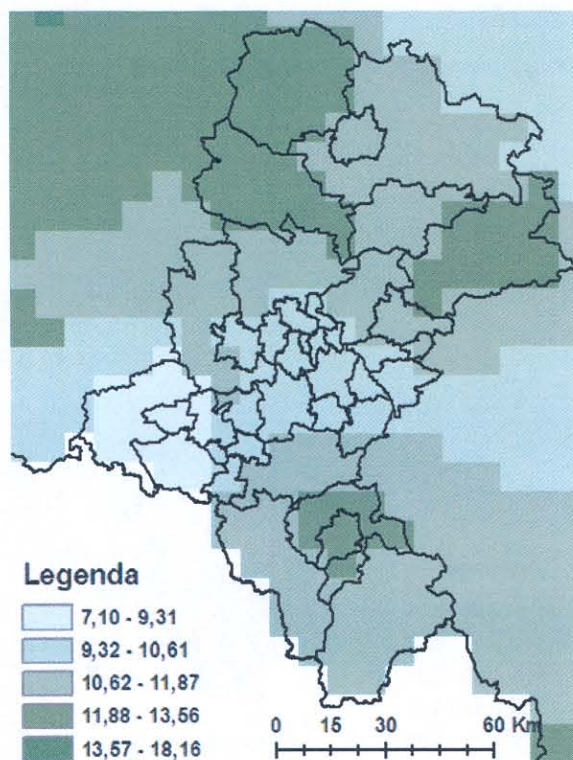 Legenda
7,10 - 9,31
9,32 - 10,61
10,62 - 11,87
11,88 - 13,56
13,57 - 18,16
0 15 30 60 Km